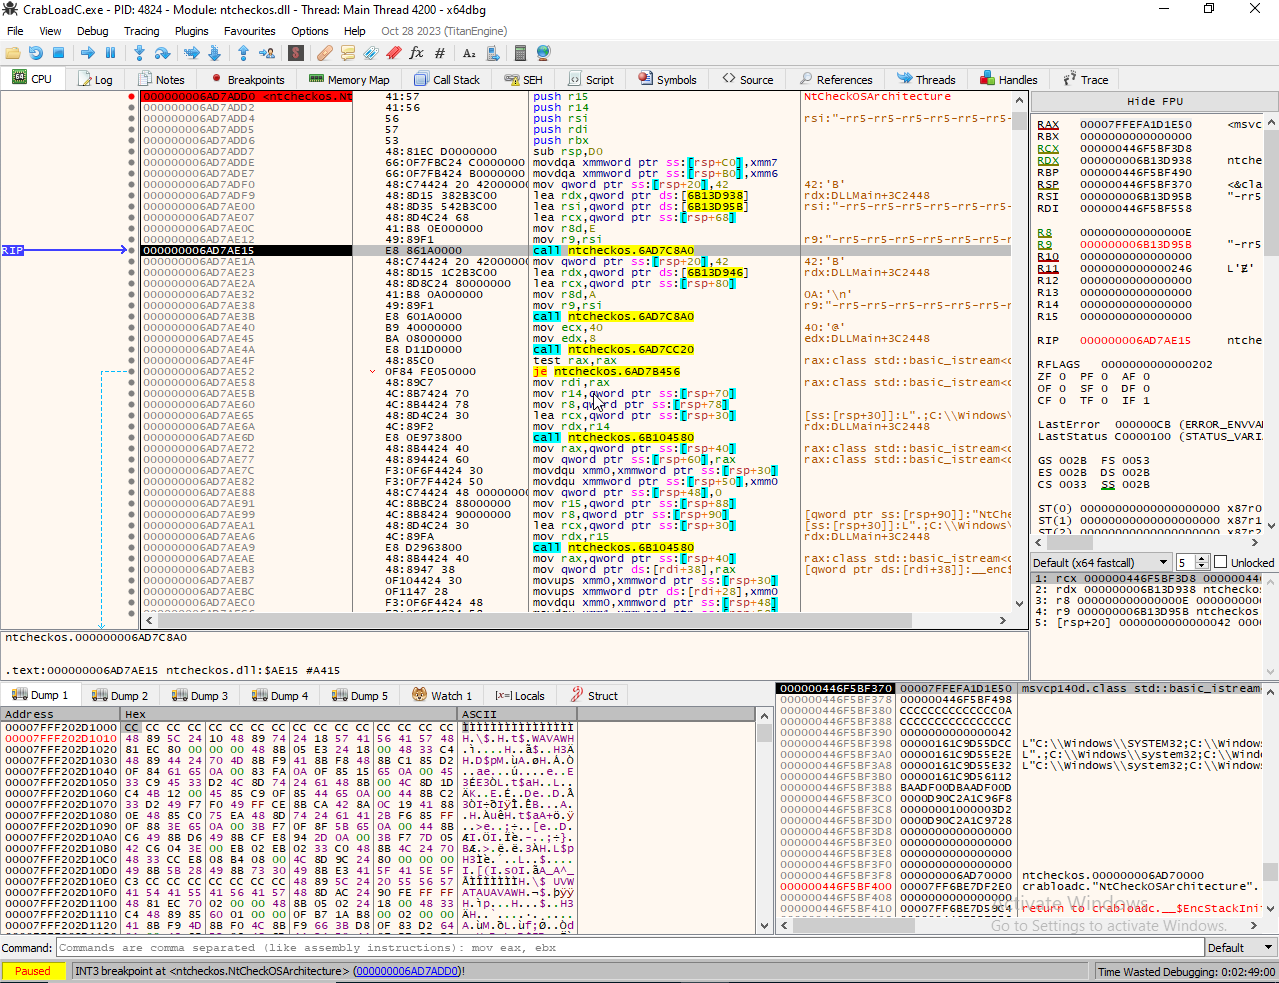 CrabLoadC.exe - PID: 4824 - Module: ntcheckos.dll - Thread: Main Thread 4200 - x64dbg
File View Debug Tracing Plugins Favourites Options Help Oct 28 2023 (TitanEngine)
CPU Log Notes Breakpoints Memory Map Call Stack SEH Script Symbols Source References Threads Handles Trace
000000006AD7ADD0 <ntcheckos.Nt 41:57 push r15 NtCheckOSArchitecture
000000006AD7ADD2 41:56 push r14
000000006AD7ADD4 56 push rsi rsi:"-rr5-rr5-rr5-rr5-rr5-
000000006AD7ADD5 57 push rdi
000000006AD7ADD6 53 push rbx
000000006AD7ADD7 48:81EC D0000000 sub rsp,D0
000000006AD7ADDE 66:0F7FBC24 C0000000 movdqa xmmword ptr ss:[rsp+C0],xmm7
000000006AD7ADE7 66:0F7FB424 B0000000 movdqa xmmword ptr ss:[rsp+B0],xmm6
000000006AD7ADF0 48:C74424 20 42000000 mov qword ptr ss:[rsp+20],42 42:'B'
000000006AD7ADF9 48:8D15 382B3C00 lea rdx,qword ptr ds:[6B13D938] rdx:DLLMain+3C2448
000000006AD7AE00 48:8D35 542B3C00 lea rsi,qword ptr ds:[6B13D95B] rsi:"-rr5-rr5-rr5-rr5-rr5-
000000006AD7AE07 48:8D4C24 68 lea rcx,qword ptr ss:[rsp+68]
000000006AD7AE0C 41:B8 0E000000 mov r8d,E
000000006AD7AE12 49:89F1 mov r9,rsi r9:"-rr5-rr5-rr5-rr5-rr5-r
RIP 000000006AD7AE15 E8 861A0000 call ntcheckos.6AD7C8A0
000000006AD7AE1A 48:C74424 20 42000000 mov qword ptr ss:[rsp+20],42 42:'B'
000000006AD7AE23 48:8D15 1C2B3C00 lea rdx,qword ptr ds:[6B13D946] rdx:DLLMain+3C2448
000000006AD7AE2A 48:8D8C24 80000000 lea rcx,qword ptr ss:[rsp+80]
000000006AD7AE32 41:B8 0A000000 mov r8d,A 0A:'\n'
000000006AD7AE38 49:89F1 mov r9,rsi r9:"-rr5-rr5-rr5-rr5-rr5-r
000000006AD7AE3B E8 601A0000 call ntcheckos.6AD7C8A0
000000006AD7AE40 B9 40000000 mov ecx,40 40:'@'
000000006AD7AE45 BA 08000000 mov edx,8 edx:DLLMain+3C2448
000000006AD7AE4A E8 D11D0000 call ntcheckos.6AD7CC20
000000006AD7AE4F 48:85C0 test rax,rax rax:class std::basic_istream<c
000000006AD7AE52 0F84 FE050000 je ntcheckos.6AD7B456
000000006AD7AE58 48:89C7 mov rdi,rax rax:class std::basic_istream<c
000000006AD7AE5B 4C:8B7424 70 mov r14,qword ptr ss:[rsp+70]
000000006AD7AE60 4C:8B4424 78 mov r8,qword ptr ss:[rsp+78]
000000006AD7AE65 48:8D4C24 30 lea rcx,qword ptr ss:[rsp+30] [ss:[rsp+30]]:L".;C:\\Windows\
000000006AD7AE6A 4C:89F2 mov rdx,r14 rdx:DLLMain+3C2448
000000006AD7AE6D E8 0E973800 call ntcheckos.6B104580
000000006AD7AE72 48:8B4424 40 mov rax,qword ptr ss:[rsp+40] rax:class std::basic_istream<c
000000006AD7AE77 48:894424 60 mov qword ptr ss:[rsp+60],rax rax:class std::basic_istream<c
000000006AD7AE7C F3:0F6F4424 30 movdqu xmm0,xmmword ptr ss:[rsp+30]
000000006AD7AE82 F3:0F7F4424 50 movdqu xmmword ptr ss:[rsp+50],xmm0
000000006AD7AE88 48:C74424 48 00000000 mov qword ptr ss:[rsp+48],0
000000006AD7AE91 4C:8BBC24 88000000 mov r15,qword ptr ss:[rsp+88]
000000006AD7AE99 4C:8B8424 90000000 mov r8,qword ptr ss:[rsp+90] [qword ptr ss:[rsp+90]]:"NtChe
000000006AD7AEA1 48:8D4C24 30 lea rcx,qword ptr ss:[rsp+30] [ss:[rsp+30]]:L".;C:\\Windows\
000000006AD7AEA6 4C:89FA mov rdx,r15 rdx:DLLMain+3C2448
000000006AD7AEA9 E8 D2963800 call ntcheckos.6B104580
000000006AD7AEAE 48:8B4424 40 mov rax,qword ptr ss:[rsp+40] rax:class std::basic_istream<c
000000006AD7AEB3 48:8947 38 mov qword ptr ds:[rdi+38],rax [qword ptr ds:[rdi+38]]:__enc$
000000006AD7AEB7 0F104424 30 movups xmm0,xmmword ptr ss:[rsp+30]
000000006AD7AEBC 0F1147 28 movups xmmword ptr ds:[rdi+28],xmm0
000000006AD7AEC0 F3:0F6F4424 48 movdqu xmm0,xmmword ptr ss:[rsp+48]
Hide FPU
RAX 00007FFEFA1D1E50 <msvc
RBX 0000000000000000
RCX 000000446F5BF3D8
RDX 000000006B13D938 ntche
RBP 000000446F5BF490
RSP 000000446F5BF370 <&cla
RSI 000000006B13D95B "-rr5
RDI 000000446F5BF558
R8 000000000000000E
R9 000000006B13D95B "-rr5
R10 0000000000000000
R11 0000000000000246
R12 0000000000000000
R13 0000000000000000
R14 0000000000000000
R15 0000000000000000
RIP 000000006AD7AE15 ntche
RFLAGS 0000000000000202
ZF 0 PF 0 AF 0
OF 0 SF 0 DF 0
CF 0 TF 0 IF 1
LastError 000000CB (ERROR_ENVVA
LastStatus C0000100 (STATUS_VARI
GS 002B FS 0053
ES 002B DS 002B
CS 0033 SS 002B
ST(0) 00000000000000000000 x87r0
ST(1) 00000000000000000000 x87r1
Default (x64 fastcall) 5 Unlocked
1: rcx 000000446F5BF3D8 0000044
2: rdx 000000006B13D938 ntchecko
3: r8 000000000000000E 00000000
4: r9 000000006B13D95B ntcheckos
5: [rsp+20] 0000000000000042 000
ntcheckos.000000006AD7C8A0
.text:000000006AD7AE15 ntcheckos.dll:$AE15 #A415
Dump 1 Dump 2 Dump 3 Dump 4 Dump 5 Watch 1 [x=] Locals Struct
Address Hex ASCII
00007FFF202D1000 CC CC CC CC CC CC CC CC CC CC CC CC CC CC CC CC ÌÌÌÌÌÌÌÌÌÌÌÌÌÌÌÌ
00007FFF202D1010 48 89 5C 24 10 48 89 74 24 18 57 41 56 41 57 48 H.\$.H.t$.WAVAWH
00007FFF202D1020 81 EC 80 00 00 00 48 8B 05 E3 24 18 00 48 33 C4
00007FFF202D1030 48 89 44 24 70 4D 8B F9 41 8B F8 48 8B C1 85 D2
00007FFF202D1040 0F 84 61 65 0A 00 83 FA 0A 0F 85 15 65 0A 00 45
00007FFF202D1050 33 C9 45 33 D2 4C 8D 74 24 61 48 8B 00 4C 8D 1D
00007FFF202D1060 C4 4B 12 00 45 85 C9 0F 85 44 65 0A 00 44 8B C2
00007FFF202D1070 33 D2 49 F7 F0 49 FF CE 8B CA 42 8A 0C 19 41 88
00007FFF202D1080 0E 48 85 C0 75 EA 48 8D 74 24 61 41 2B F6 85 FF
00007FFF202D1090 0F 88 3E 65 0A 00 3B F7 0F 8F 5B 65 0A 00 44 8B
00007FFF202D10A0 C6 49 8B D6 49 8B CF E8 94 2D 0A 00 3B F7 7D 05
00007FFF202D10B0 42 C6 04 3E 00 EB 02 EB 02 33 C0 48 8B 4C 24 70
00007FFF202D10C0 48 33 CC E8 08 B4 08 00 4C 8D 9C 24 80 00 00 00
00007FFF202D10D0 49 8B 5B 28 49 8B 73 30 49 8B E3 41 5F 41 5E 5F
00007FFF202D10E0 C3 CC CC CC CC CC CC CC 48 89 5C 24 20 55 56 57
00007FFF202D10F0 41 54 41 55 41 56 41 57 48 8D AC 24 90 FE FF FF
00007FFF202D1100 48 81 EC 70 02 00 00 48 8B 05 02 24 18 00 48 33
00007FFF202D1110 C4 48 89 85 60 01 00 00 0F B7 1A B8 00 02 00 00
00007FFF202D1120 41 8B F9 4D 8B F0 4C 8B F9 66 3B D8 0F 83 D2 64
000000446F5BF370 00007FFEFA1D1E50 msvcp140d.class std::basic_istream
000000446F5BF378 000000446F5BF498
000000446F5BF380 CCCCCCCCCCCCCC0A
000000446F5BF388 CCCCCCCCCCCCCCCC
000000446F5BF390 0000000000000042
000000446F5BF398 00000161C9D55DCC L"C:\\Windows\\SYSTEM32;C:\\Windows
000000446F5BF3A0 00000161C9D55E2E L".;C:\\Windows\\system32;C:\\Windo
000000446F5BF3A8 00000161C9D55E32 L"C:\\Windows\\system32;C:\\Windows
000000446F5BF3B0 00000161C9D56112
000000446F5BF3B8 BAADF00DBAADF00D
000000446F5BF3C0 0000D90C2A1C96F8
000000446F5BF3C8 00000001000003D2
000000446F5BF3D0 0000D90C2A1C9728
000000446F5BF3D8 0000000000000000
000000446F5BF3E0 0000000000000000
000000446F5BF3E8 0000000000000000
000000446F5BF3F0 0000000000000000
000000446F5BF3F8 000000006AD70000 ntcheckos.000000006AD70000
000000446F5BF400 00007FF6BE7DF2E0 crabloadc."NtCheckOSArchitecture".
000000446F5BF408 0000000000000000
000000446F5BF410 00007FF6BE7D59C4 return to crabloadc.__$EncStackIni
Activate Windows
Go to Settings to activate Windows.
Command: Commands are comma separated (like assembly instructions): mov eax, ebx Default
Paused INT3 breakpoint at <ntcheckos.NtCheckOSArchitecture> (000000006AD7ADD0)! Time Wasted Debugging: 0:02:49:00